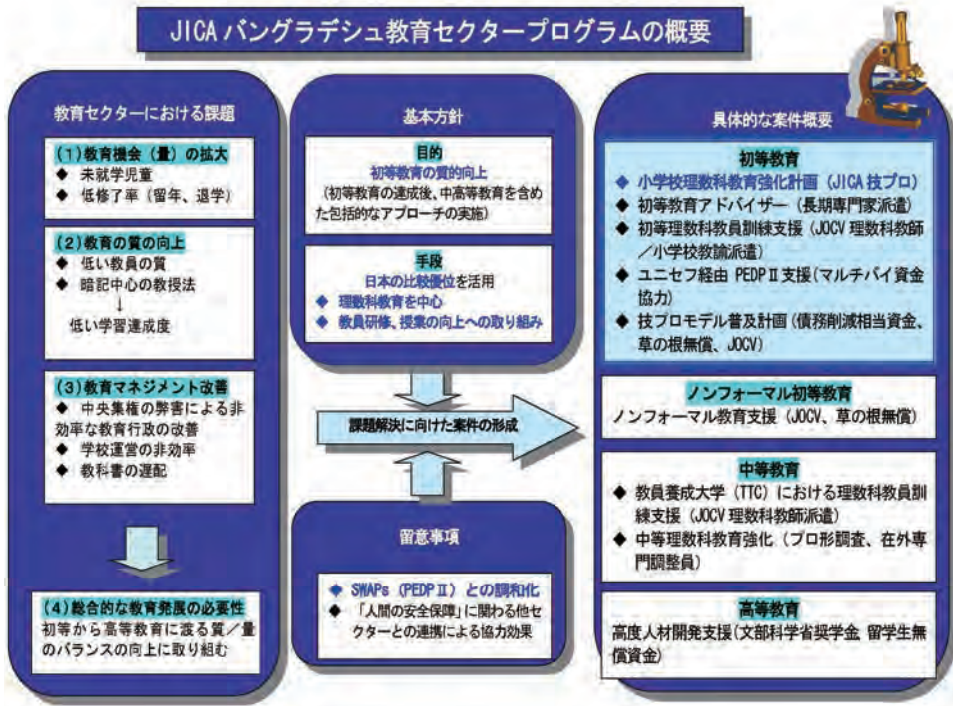 JICA バングラデシュ教育セクタープログラムの概要
教育セクターにおける課題
(1)教育機会（量）の拡大
◆ 未就学児童
◆ 低修了率（留年、退学）
(2)教育の質の向上
◆ 低い教員の質
◆ 暗記中心の教授法
↓
低い学習達成度
(3)教育マネジメント改善
◆ 中央集権の弊害による非
効率な教育行政の改善
◆ 学校運営の非効率
◆ 教科書の遅配
(4)総合的な教育発展の必要性
初等から高等教育に渡る質／量
のバランスの向上に取り組む
基本方針
目的
初等教育の質的向上
（初等教育の達成後、中高等教育を含め
た包括的なアプローチの実施）
手段
日本の比較優位を活用
◆ 理数科教育を中心
◆ 教員研修、授業の向上への取り組み
課題解決に向けた案件の形成
留意事項
◆ SWAPs（PEDPⅡ）との調和化
◆ 「人間の安全保障」に関わる他セ
クターとの連携による協力効果
具体的な案件概要
初等教育
◆ 小学校理数科教育強化計画（JICA 技プロ）
◆ 初等教育アドバイザー（長期専門家派遣）
◆ 初等理数科教員訓練支援（JOCV 理数科教師
／小学校教諭派遣）
◆ ユニセフ経由 PEDPⅡ支援（マルチバイ資金
協力）
◆ 技プロモデル普及計画（債務削減相当資金、
草の根無償、JOCV）
ノンフォーマル初等教育
ノンフォーマル教育支援（JOCV、草の根無償）
中等教育
◆ 教員養成大学（TTC）における理数科教員訓
練支援（JOCV 理数科教師派遣）
◆ 中等理数科教育強化（プロ形調査、在外専
門調整員）
高等教育
高度人材開発支援（文部科学省奨学金、留学生無
償資金）